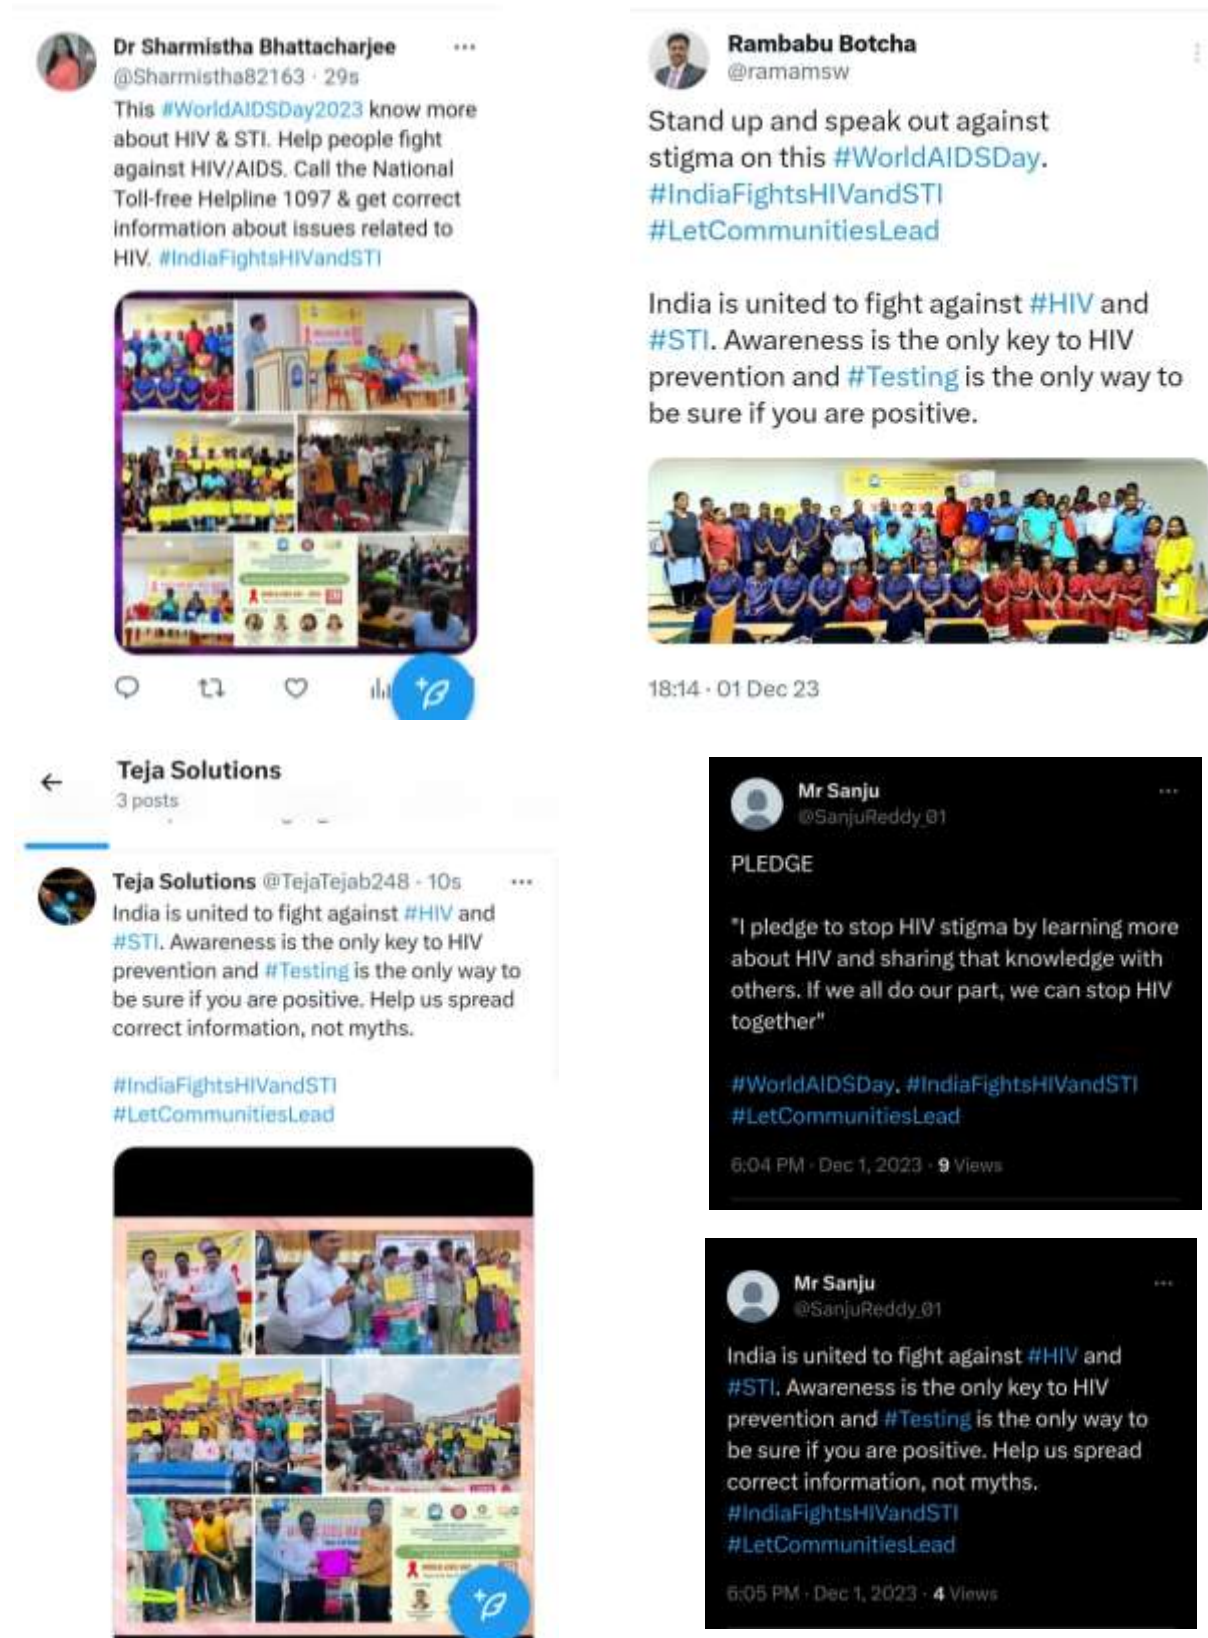 Dr Sharmistha Bhattacharjee
@Sharmistha82163 · 29s
This #WorldAIDSDay2023 know more
about HIV & STI. Help people fight
against HIV/AIDS. Call the National
Toll-free Helpline 1097 & get correct
information about issues related to
HIV. #IndiaFightsHIVandSTI
Rambabu Botcha
@ramamsw
Stand up and speak out against
stigma on this #WorldAIDSDay.
#IndiaFightsHIVandSTI
#LetCommunitiesLead
India is united to fight against #HIV and
#STI. Awareness is the only key to HIV
prevention and #Testing is the only way to
be sure if you are positive.
18:14 · 01 Dec 23
Teja Solutions
3 posts
Teja Solutions @TejaTejab248 · 10s
India is united to fight against #HIV and
#STI. Awareness is the only key to HIV
prevention and #Testing is the only way to
be sure if you are positive. Help us spread
correct information, not myths.
#IndiaFightsHIVandSTI
#LetCommunitiesLead
Mr Sanju
@SanjuReddy_01
PLEDGE
"I pledge to stop HIV stigma by learning more
about HIV and sharing that knowledge with
others. If we all do our part, we can stop HIV
together"
#WorldAIDSDay. #IndiaFightsHIVandSTI
#LetCommunitiesLead
6:04 PM · Dec 1, 2023 · 9 Views
Mr Sanju
@SanjuReddy_01
India is united to fight against #HIV and
#STI. Awareness is the only key to HIV
prevention and #Testing is the only way to
be sure if you are positive. Help us spread
correct information, not myths.
#IndiaFightsHIVandSTI
#LetCommunitiesLead
6:05 PM · Dec 1, 2023 · 4 Views